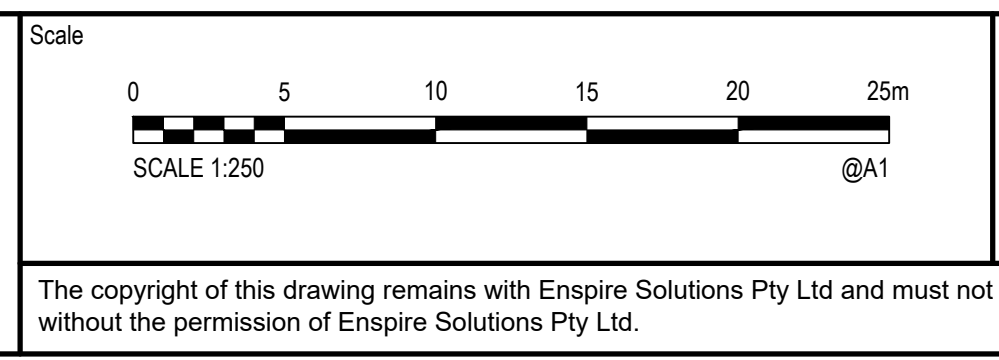 Scale
0 5 10 15 20 25m
SCALE 1:250 @A1
The copyright of this drawing remains with Enspire Solutions Pty Ltd and must not
without the permission of Enspire Solutions Pty Ltd.